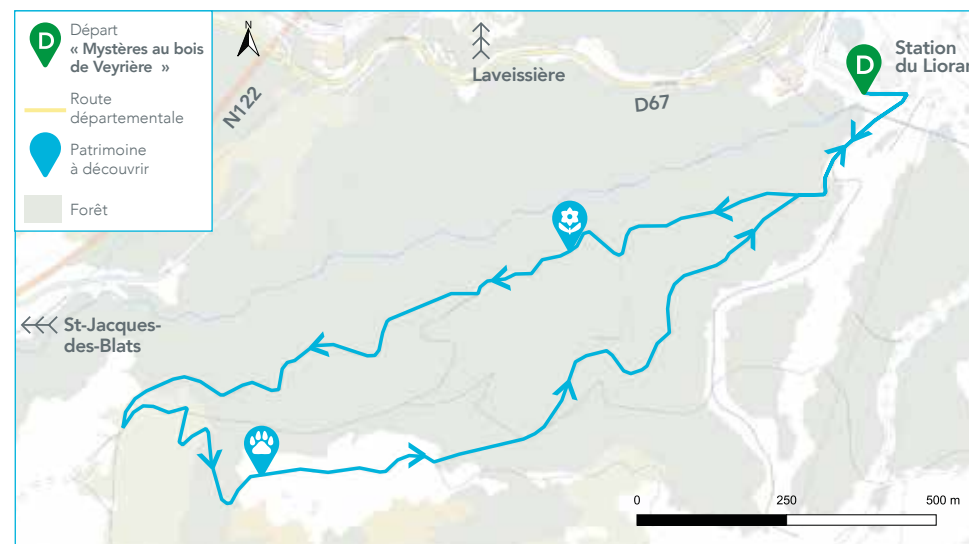 D
Départ
« Mystères au bois
de Veyrière »
Route
départementale
Patrimoine
à découvrir
Forêt
N
N122
Laveissière
D67
D
Station
du Lioran
St-Jacques-
des-Blats
0
250
500 m